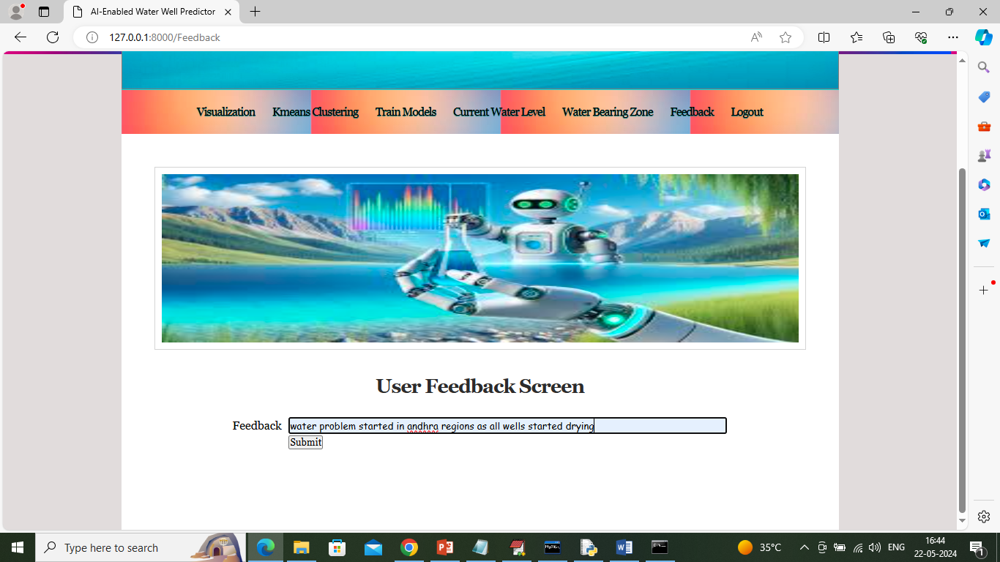 AI-Enabled Water Well Predictor
127.0.0.1:8000/Feedback
Visualization Kmeans Clustering Train Models Current Water Level Water Bearing Zone Feedback Logout
User Feedback Screen
Feedback water problem started in andhra regions as all wells started drying
Submit
Type here to search
35°C
ENG
16:44
22-05-2024
1